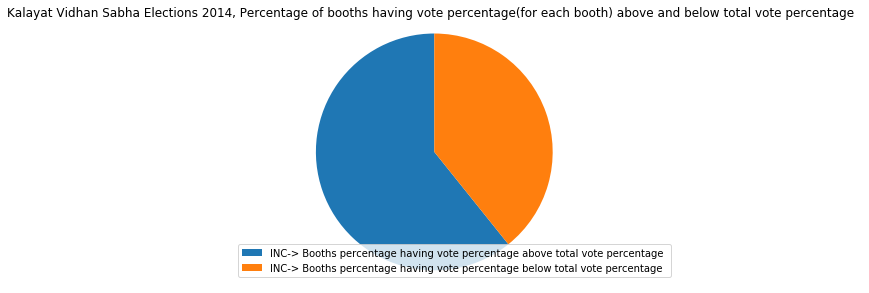 Kalayat Vidhan Sabha Elections 2014, Percentage of booths having vote percentage(for each booth) above and below total vote percentage
INC-> Booths percentage having vote percentage above total vote percentage
INC-> Booths percentage having vote percentage below total vote percentage